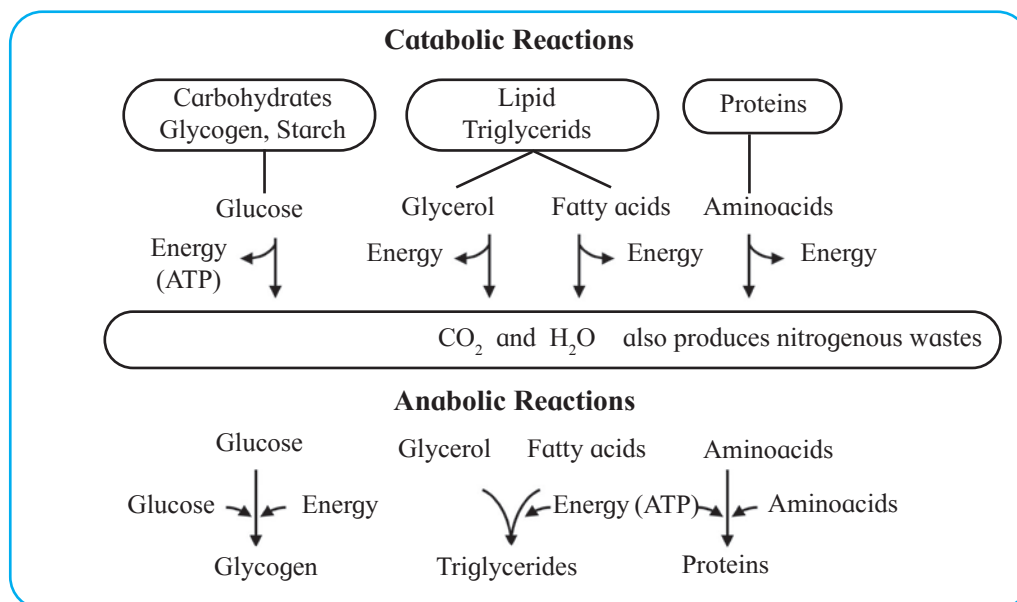 Catabolic Reactions
Carbohydrates
Glycogen, Starch
Lipid
Triglycerids
Proteins
Glucose
Glycerol
Fatty acids
Aminoacids
Energy
(ATP)
Energy
Energy
Energy
CO₂ and H₂O also produces nitrogenous wastes
Anabolic Reactions
Glucose
Glycerol
Fatty acids
Aminoacids
Glucose
Energy
Energy (ATP)
Aminoacids
Glycogen
Triglycerides
Proteins